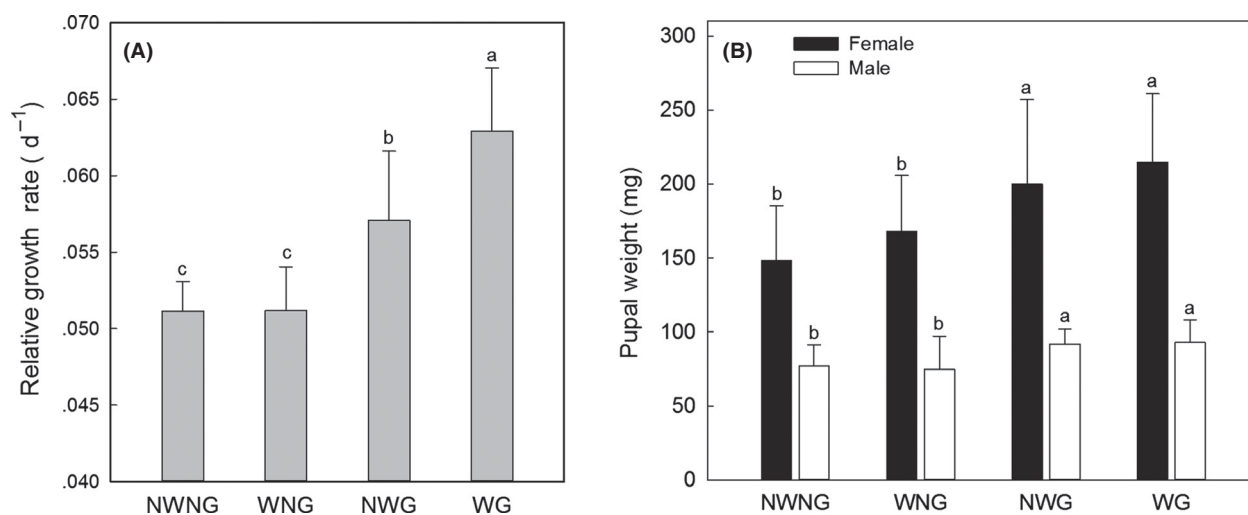 (A)
Relative growth rate ( d⁻¹)
.070
.065
.060
.055
.050
.045
.040
c
c
b
a
NWNG WNG NWG WG
(B)
Female
Male
Pupal weight (mg)
300
250
200
150
100
50
0
b
b
b
b
a
a
a
a
NWNG WNG NWG WG